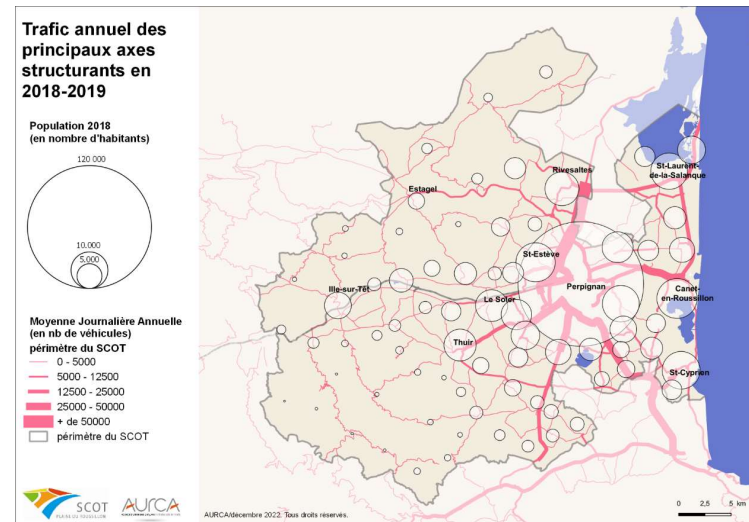 Trafic annuel des
principaux axes
structurants en
2018-2019
Population 2018
(en nombre d'habitants)
120 000
10.000
5.000
Moyenne Journalière Annuelle
(en nb de véhicules)
périmètre du SCOT
0 - 5000
5000 - 12500
12500 - 25000
25000 - 50000
+ de 50000
périmètre du SCOT
SCOT
AURCA
Rivesaltes
St-Laurent-
de-la-Salanque
Estagel
St-Estève
Perpignan
Ille-sur-Têt
Le Soler
Canet-
en-Roussillon
Thuir
St-Cyprien
AURCA/decembre 2022. Tous droits réservés.
0 2,5 5 km